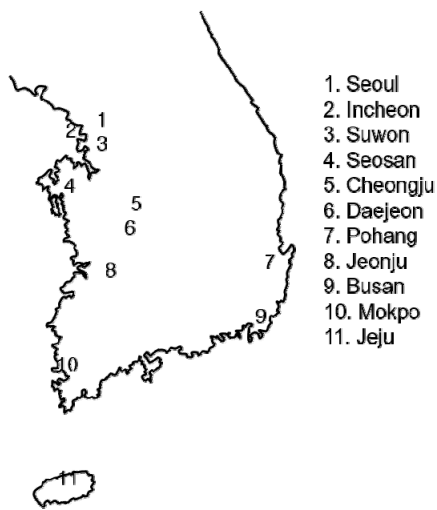 1
2
3
4
5
6
7
8
9
10
11
1. Seoul
2. Incheon
3. Suwon
4. Seosan
5. Cheongju
6. Daejeon
7. Pohang
8. Jeonju
9. Busan
10. Mokpo
11. Jeju